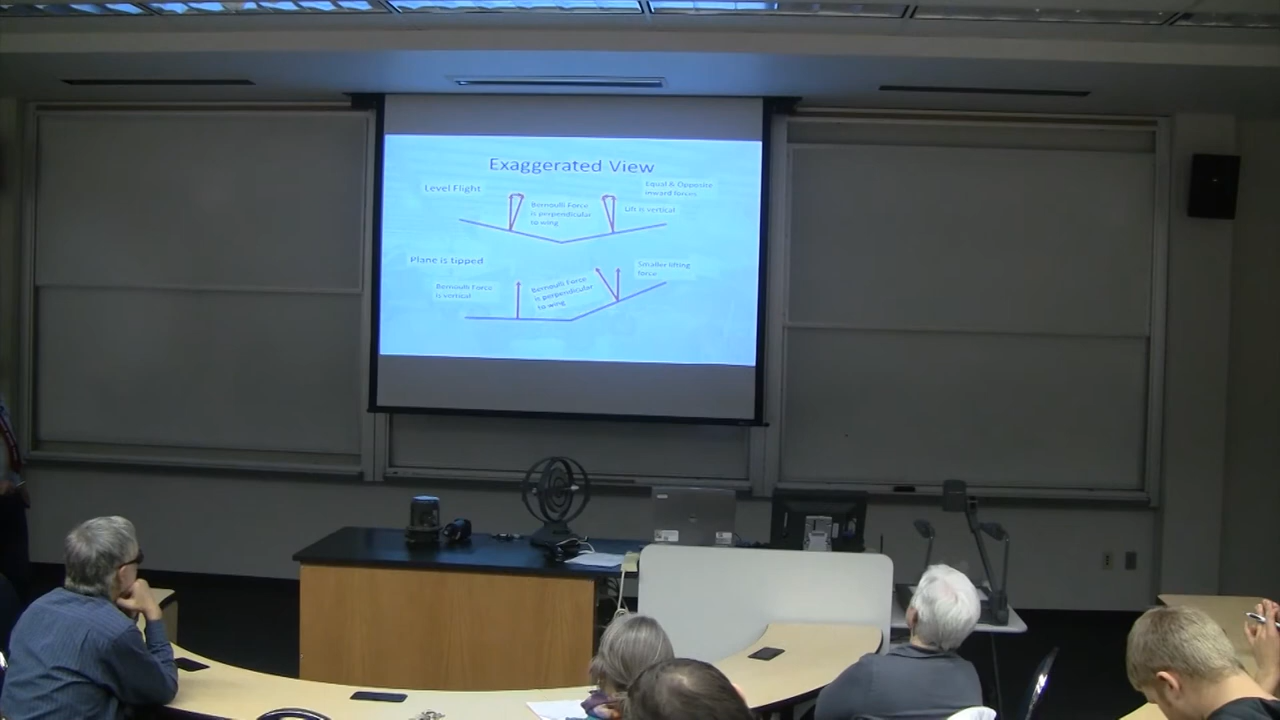 Exaggerated View
Level Flight
Bernoulli Force
is perpendicular
to wing
Equal & Opposite
inward forces
Lift is vertical
Plane is tipped
Bernoulli Force
is vertical
Bernoulli Force
is perpendicular
to wing
Smaller lifting
force